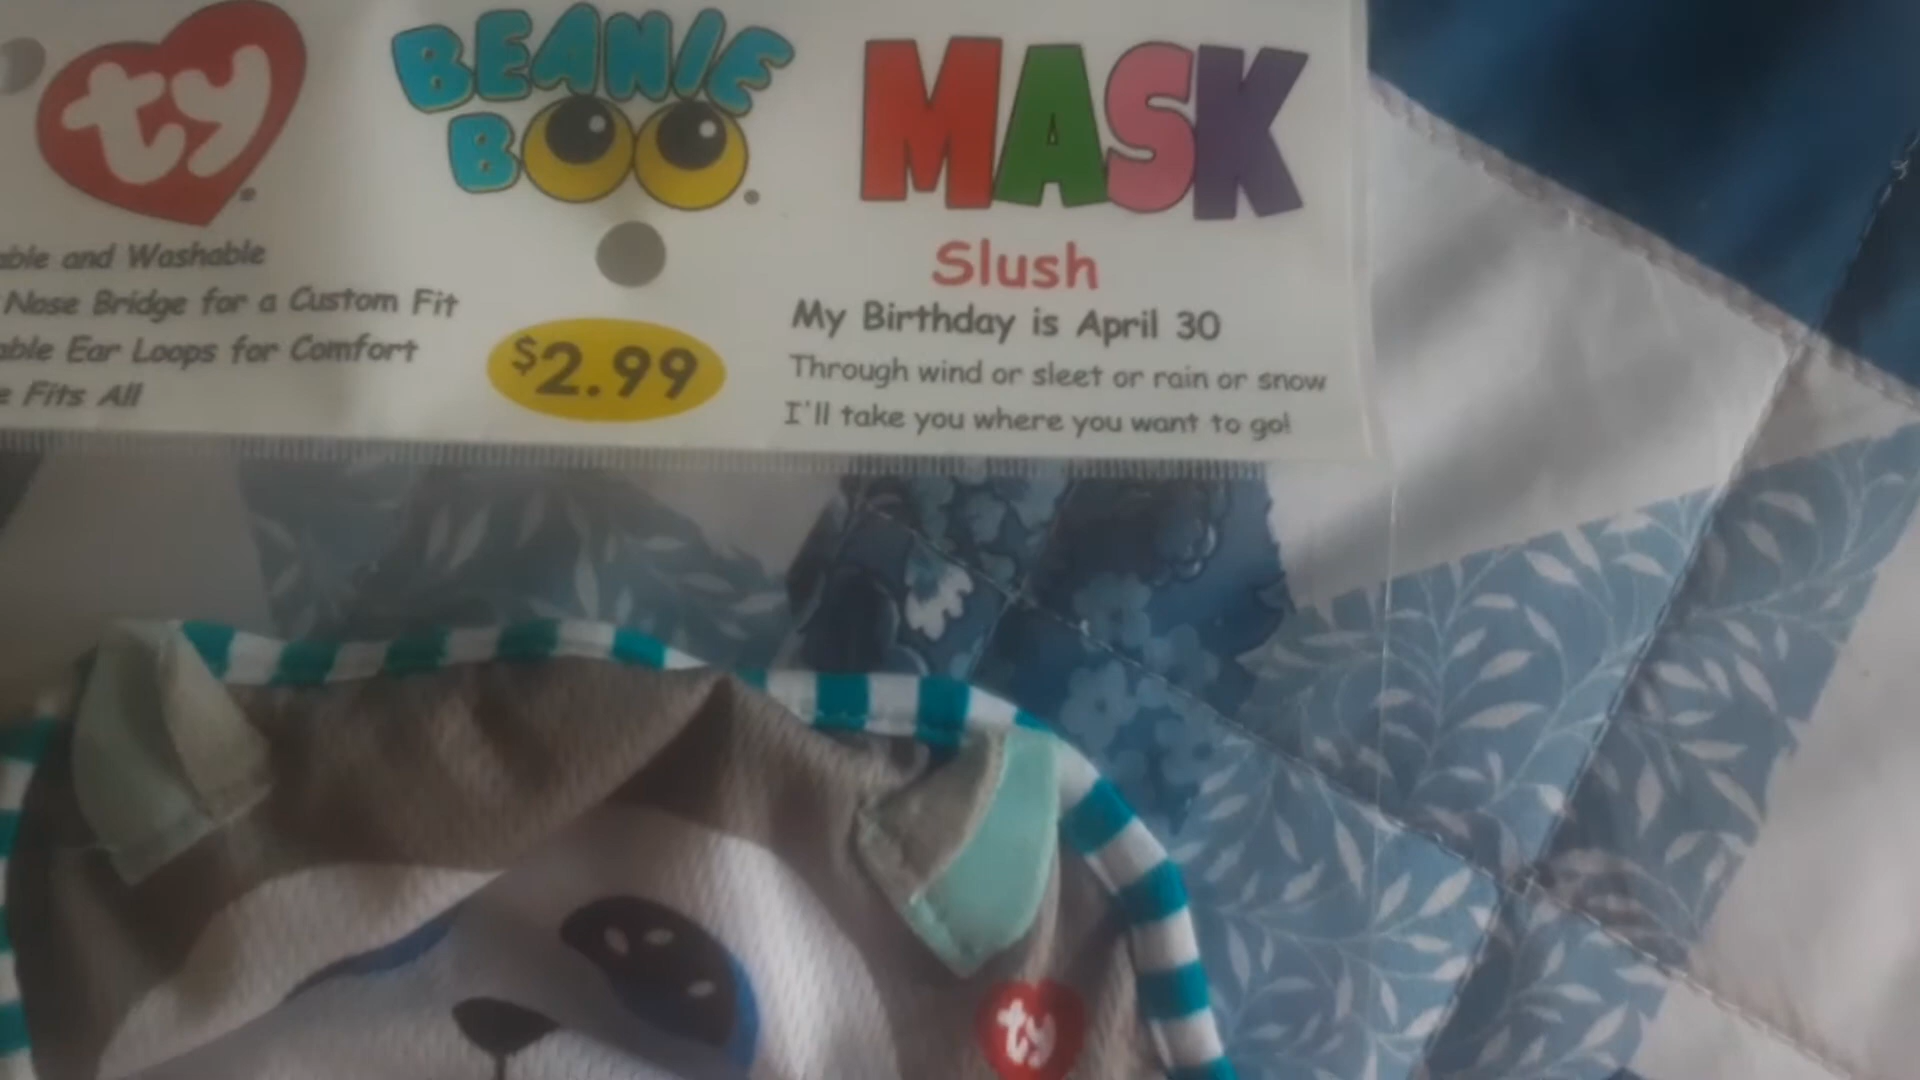 ty
BEANIE
BOO
MASK
Slush
My Birthday is April 30
Through wind or sleet or rain or snow
I'll take you where you want to go!
and Washable
Nose Bridge for a Custom Fit
Ear Loops for Comfort
Fits All
$2.99
ty